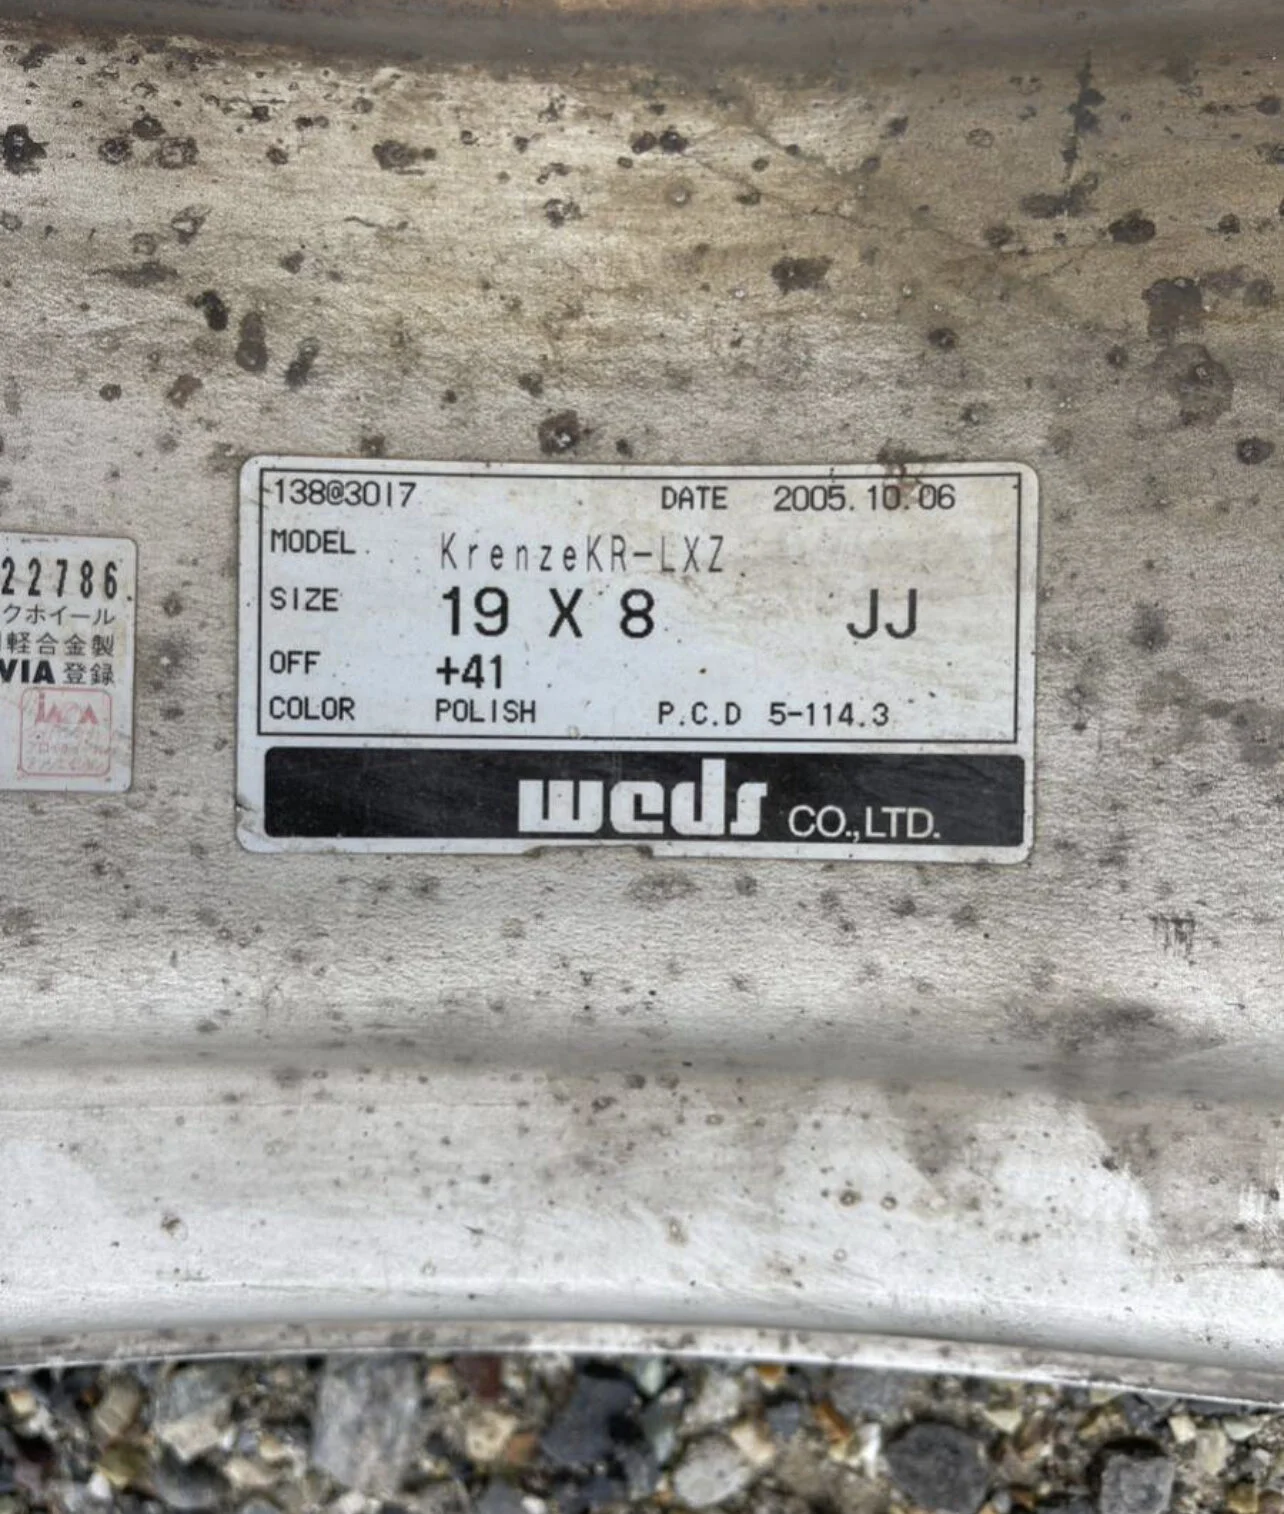 138@3017 DATE 2005.10.06
MODEL. KrenzeKR-LXZ
SIZE 19 X 8 JJ
OFF +41
COLOR POLISH P.C.D 5-114.3
weds CO.,LTD.
22786
クホイール
軽合金製
VIA 登録